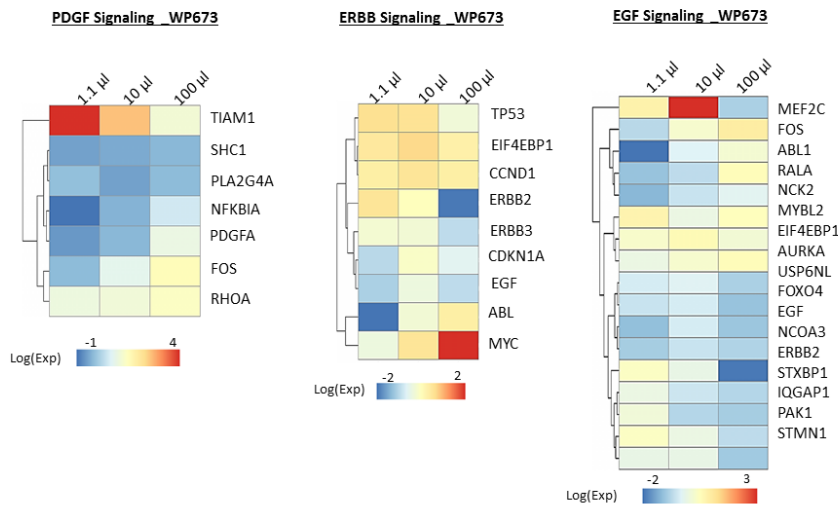 PDGF Signaling _WP673
1.1 µl
10 µl
100 µl
TIAM1
SHC1
PLA2G4A
NFKBIA
PDGFA
FOS
RHOA
-1
4
Log(Exp)
ERBB Signaling _WP673
1.1 µl
10 µl
100 µl
TP53
EIF4EBP1
CCND1
ERBB2
ERBB3
CDKN1A
EGF
ABL
MYC
-2
2
Log(Exp)
EGF Signaling _WP673
1.1 µl
10 µl
100 µl
MEF2C
FOS
ABL1
RALA
NCK2
MYBL2
EIF4EBP1
AURKA
USP6NL
FOXO4
EGF
NCOA3
ERBB2
STXBP1
IQGAP1
PAK1
STMN1
-2
3
Log(Exp)